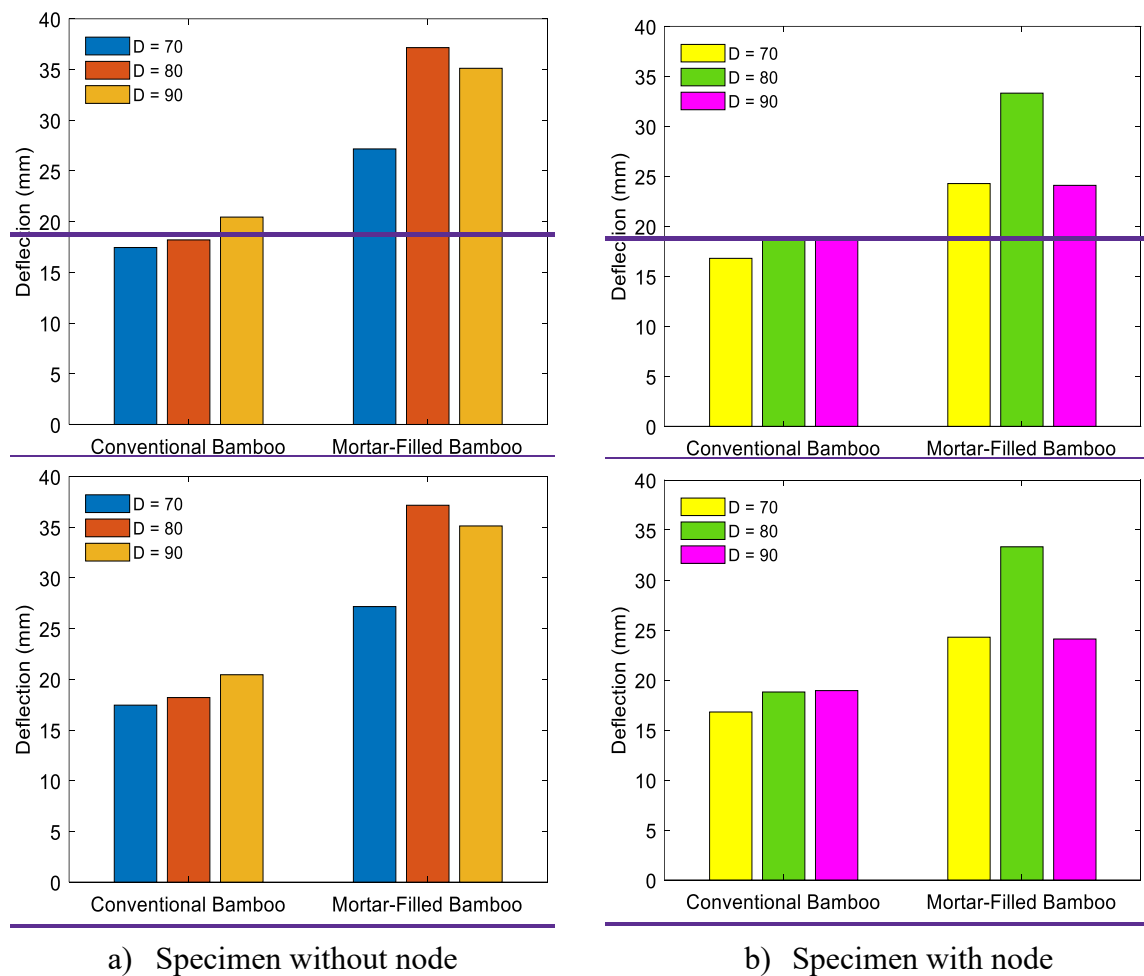 40
35
30
25
20
15
10
5
0
Deflection (mm)
D = 70
D = 80
D = 90
Conventional Bamboo
Mortar-Filled Bamboo
40
35
30
25
20
15
10
5
0
Deflection (mm)
D = 70
D = 80
D = 90
Conventional Bamboo
Mortar-Filled Bamboo
40
35
30
25
20
15
10
5
0
Deflection (mm)
D = 70
D = 80
D = 90
Conventional Bamboo
Mortar-Filled Bamboo
40
35
30
25
20
15
10
5
0
Deflection (mm)
D = 70
D = 80
D = 90
Conventional Bamboo
Mortar-Filled Bamboo
a) Specimen without node
b) Specimen with node